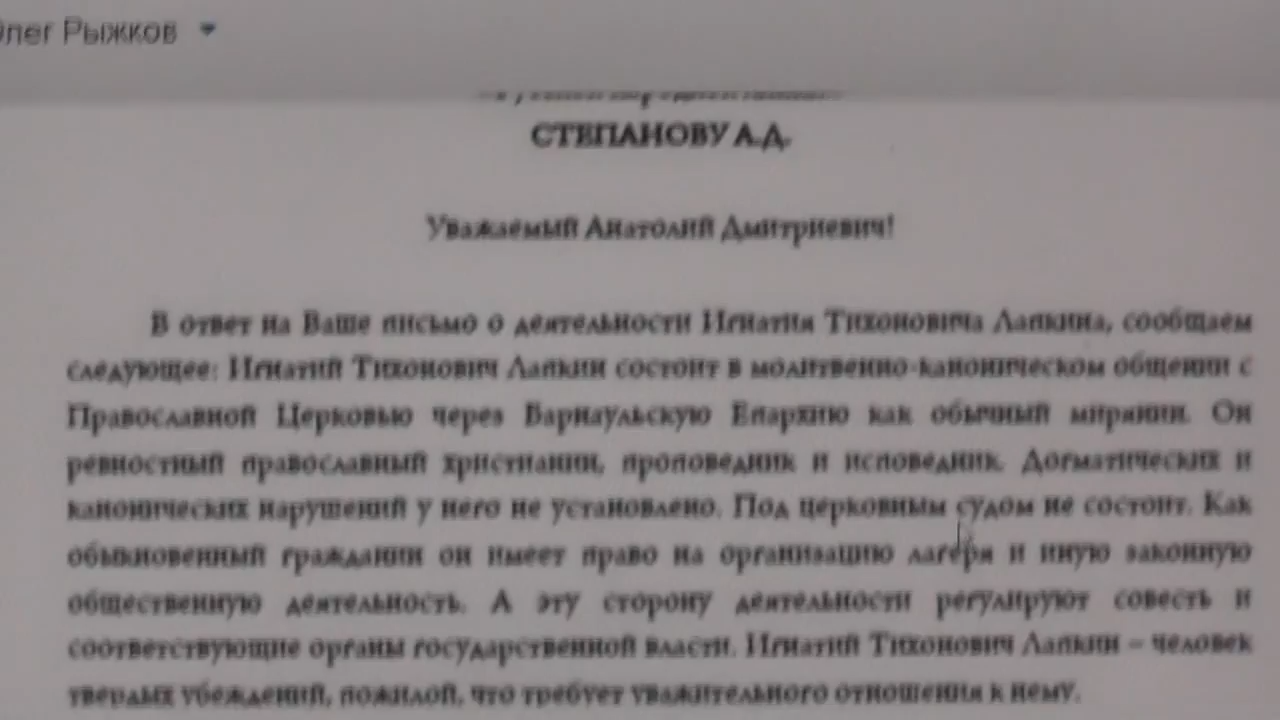 Олег Рыжков
СТЕПАНОВУ А.Д.
Уважаемый Анатолий Дмитриевич!
В ответ на Ваше письмо о деятельности Игнатия Тихоновича Лапкина, сообщаем
следующее: Игнатий Тихонович Лапкин состоит в молитвенно-каноническом общении с
Православной Церковью через Барнаульскую Епархию как обычный мирянин. Он
ревностный православный христианин, проповедник и исповедник. Догматических и
канонических нарушений у него не установлено. Под церковным судом не состоит. Как
обыкновенный гражданин он имеет право на организацию лагеря и иную законную
общественную деятельность. А эту сторону деятельности регулируют совесть и
соответствующие органы государственной власти. Игнатий Тихонович Лапкин – человек
твердых убеждений, пожилой, что требует уважительного отношения к нему.